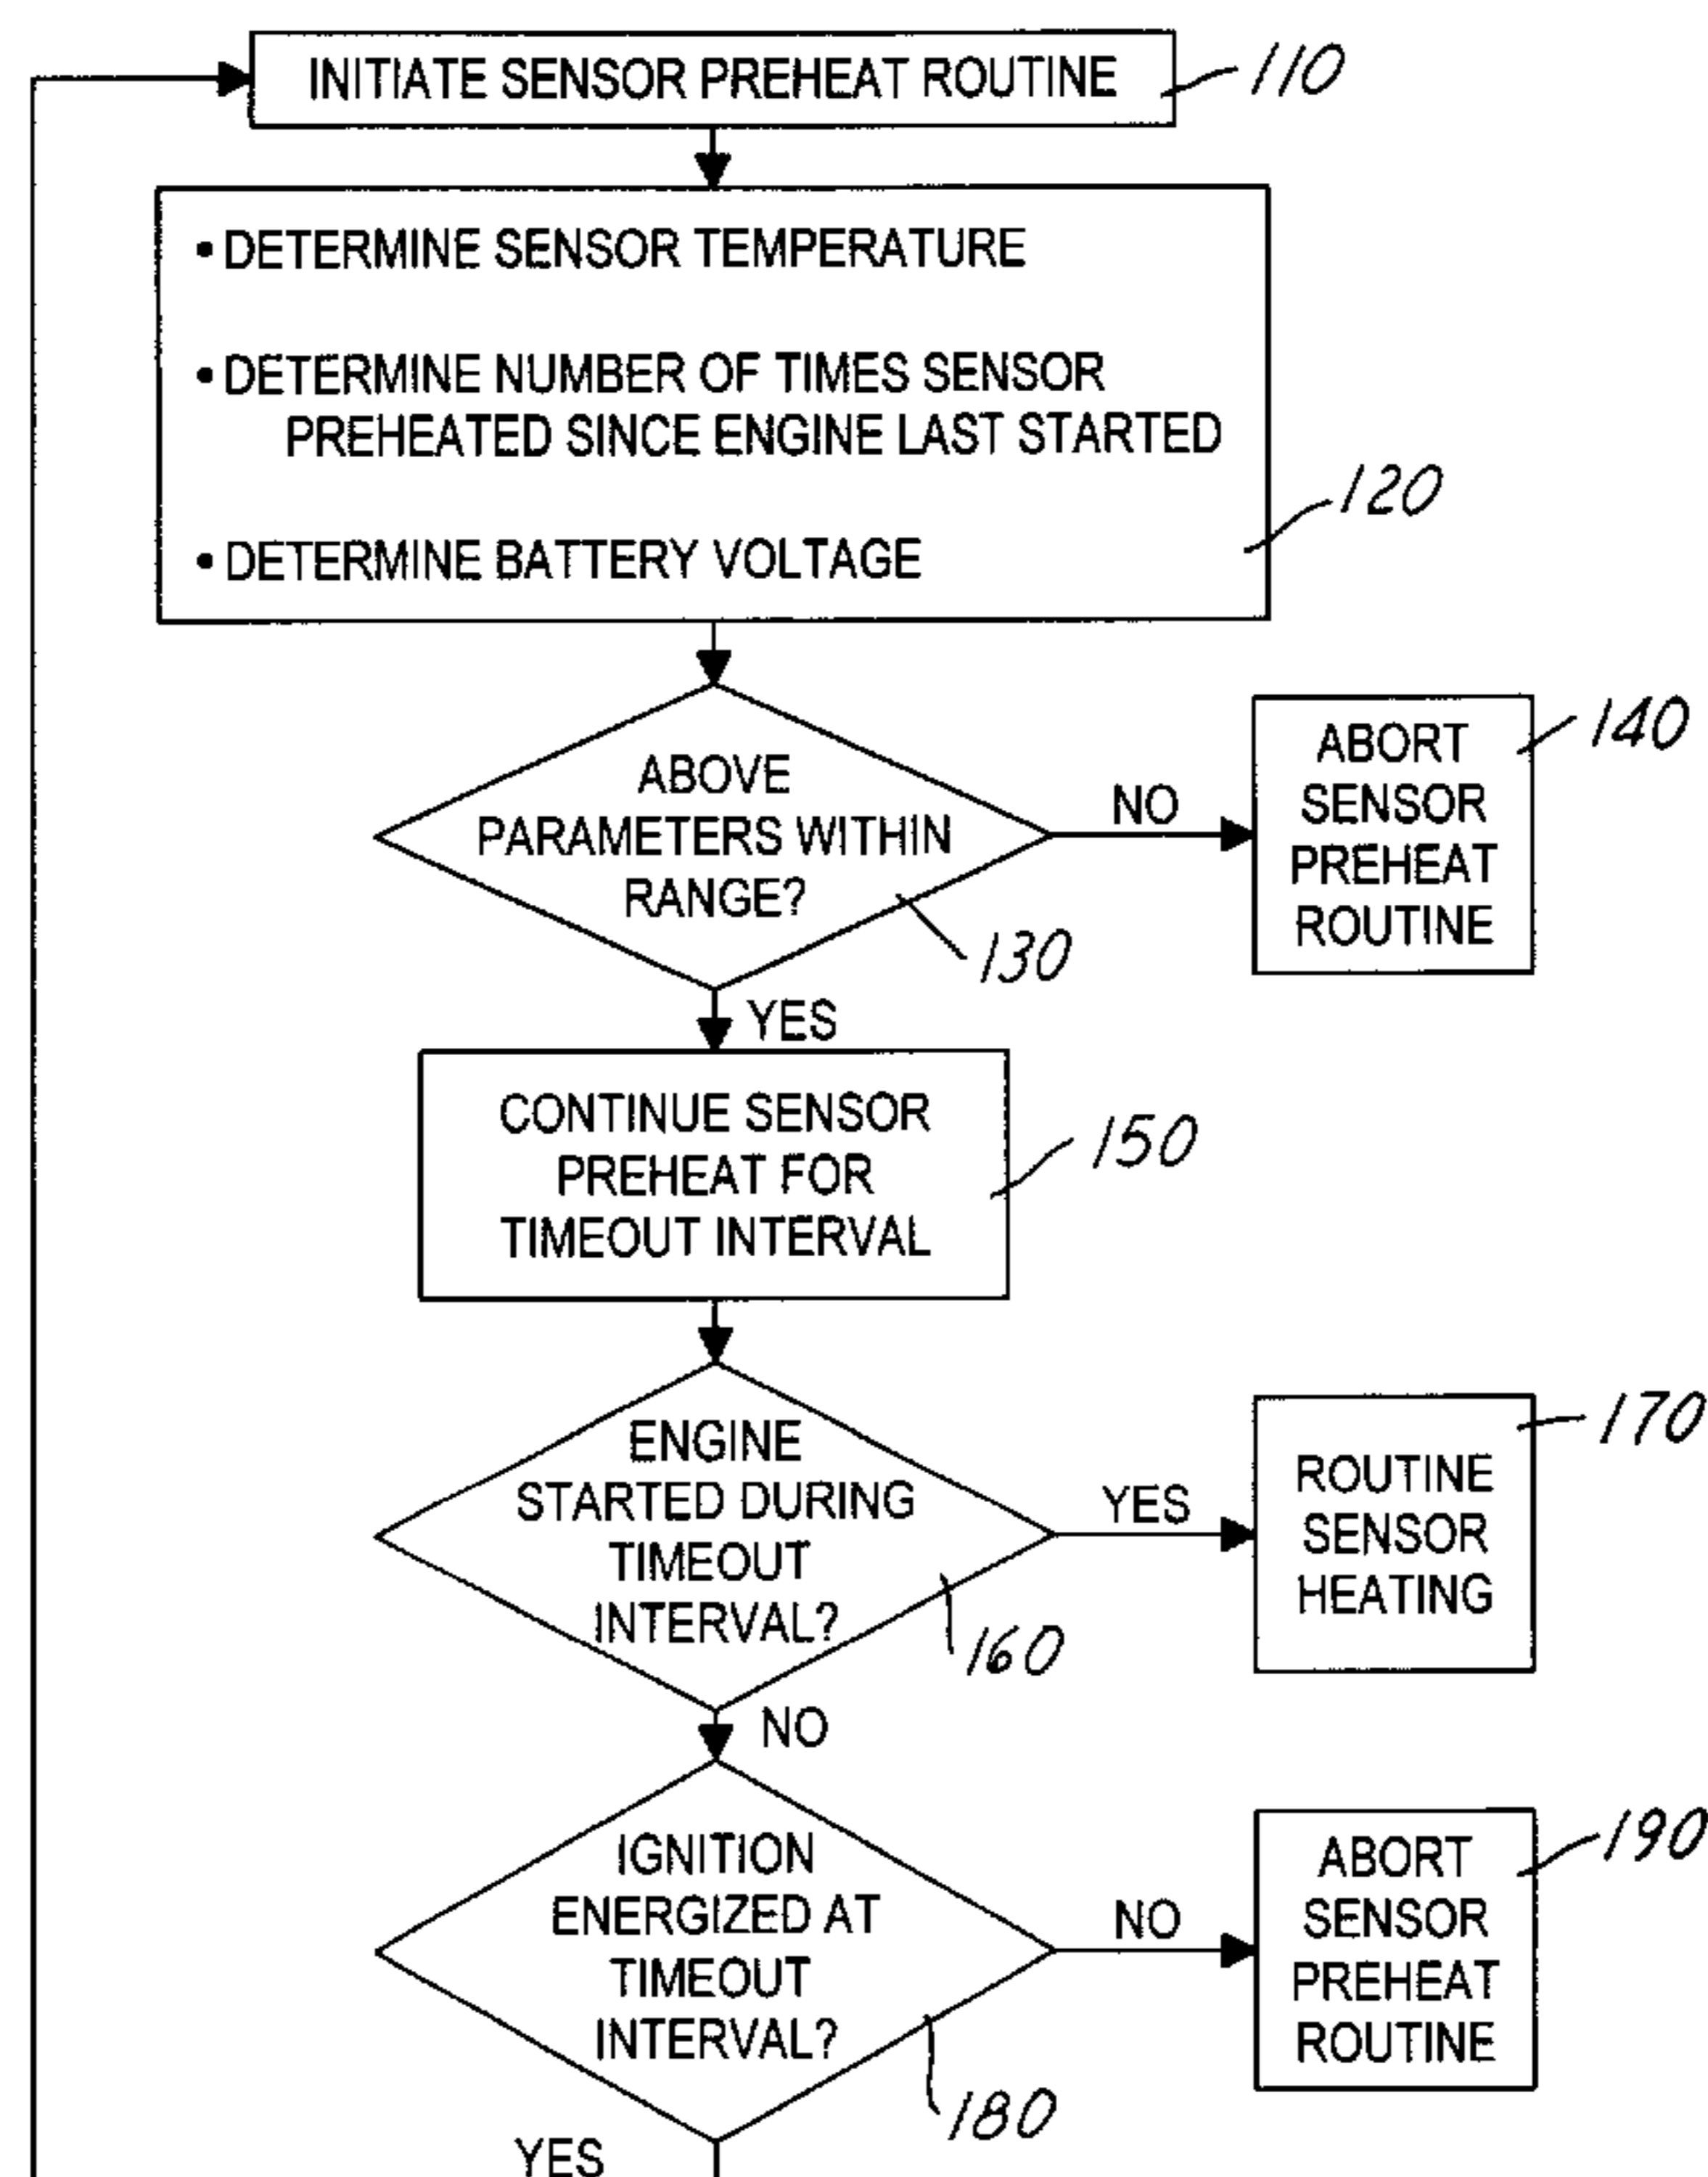 INITIATE SENSOR PREHEAT ROUTINE
110
• DETERMINE SENSOR TEMPERATURE
• DETERMINE NUMBER OF TIMES SENSOR
PREHEATED SINCE ENGINE LAST STARTED
120
• DETERMINE BATTERY VOLTAGE
ABOVE
PARAMETERS WITHIN
RANGE?
130
NO
ABORT
SENSOR
PREHEAT
ROUTINE
140
YES
CONTINUE SENSOR
PREHEAT FOR
TIMEOUT INTERVAL
150
ENGINE
STARTED DURING
TIMEOUT
INTERVAL?
160
YES
ROUTINE
SENSOR
HEATING
170
NO
IGNITION
ENERGIZED AT
TIMEOUT
INTERVAL?
180
NO
ABORT
SENSOR
PREHEAT
ROUTINE
190
YES